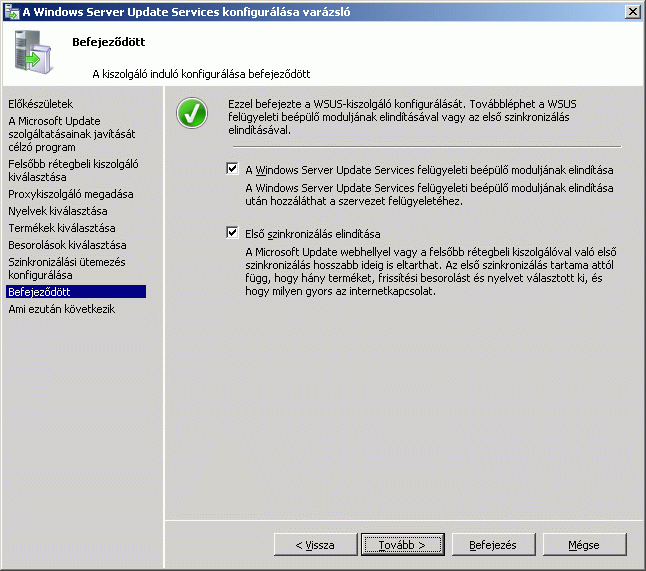 A Windows Server Update Services konfigurálása varázsló
Befejeződött
A kiszolgáló induló konfigurálása befejeződött
Előkészületek
A Microsoft Update
szolgáltatásainak javítását
célzó program
Felsőbb rétegbeli kiszolgáló
kiválasztása
Proxykiszolgáló megadása
Nyelvek kiválasztása
Termékek kiválasztása
Besorolások kiválasztása
Szinkronizálási ütemezés
konfigurálása
Befejeződött
Ami ezután következik
Ezzel befejezte a WSUS-kiszolgáló konfigurálását. Továbbléphet a WSUS
felügyeleti beépülő moduljának elindításával vagy az első szinkronizálás
elindításával.
A Windows Server Update Services felügyeleti beépülő moduljának elindítása
A Windows Server Update Services felügyeleti beépülő moduljának elindítása
után hozzáláthat a szervezet felügyeletéhez.
Első szinkronizálás elindítása
A Microsoft Update webhellyel vagy a felsőbb rétegbeli kiszolgálóval való első
szinkronizálás hosszabb ideig is eltarthat. Az első szinkronizálás tartama attól
függ, hogy hány terméket, frissítési besorolást és nyelvet választott ki, és
hogy milyen gyors az internetkapcsolat.
< Vissza
Tovább >
Befejezés
Mégse